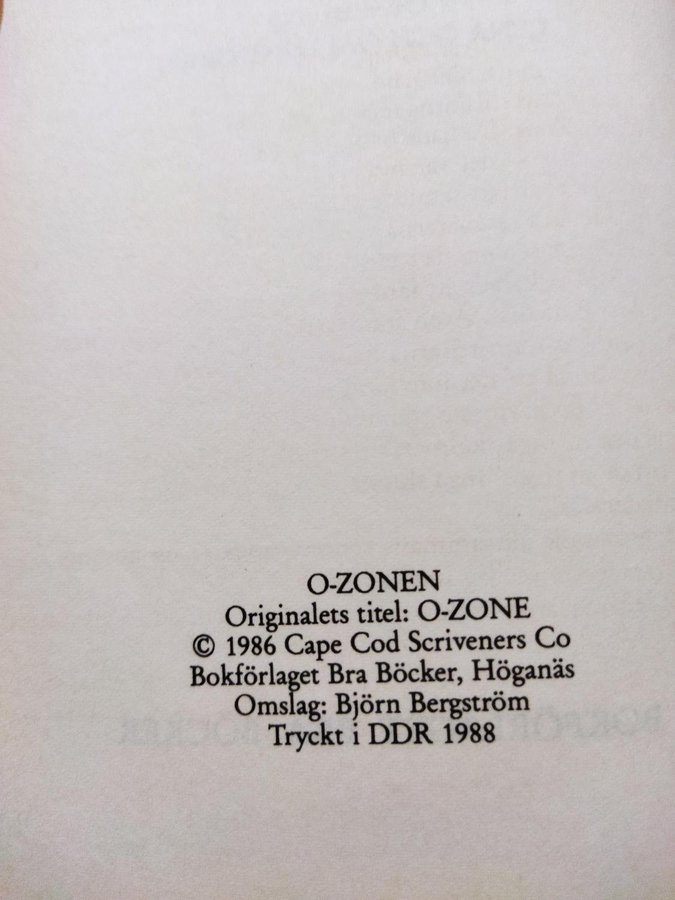 O-ZONEN
Originalets titel: O-ZONE
© 1986 Cape Cod Scriveners Co
Bokförlaget Bra Böcker, Höganäs
Omslag: Björn Bergström
Tryckt i DDR 1988